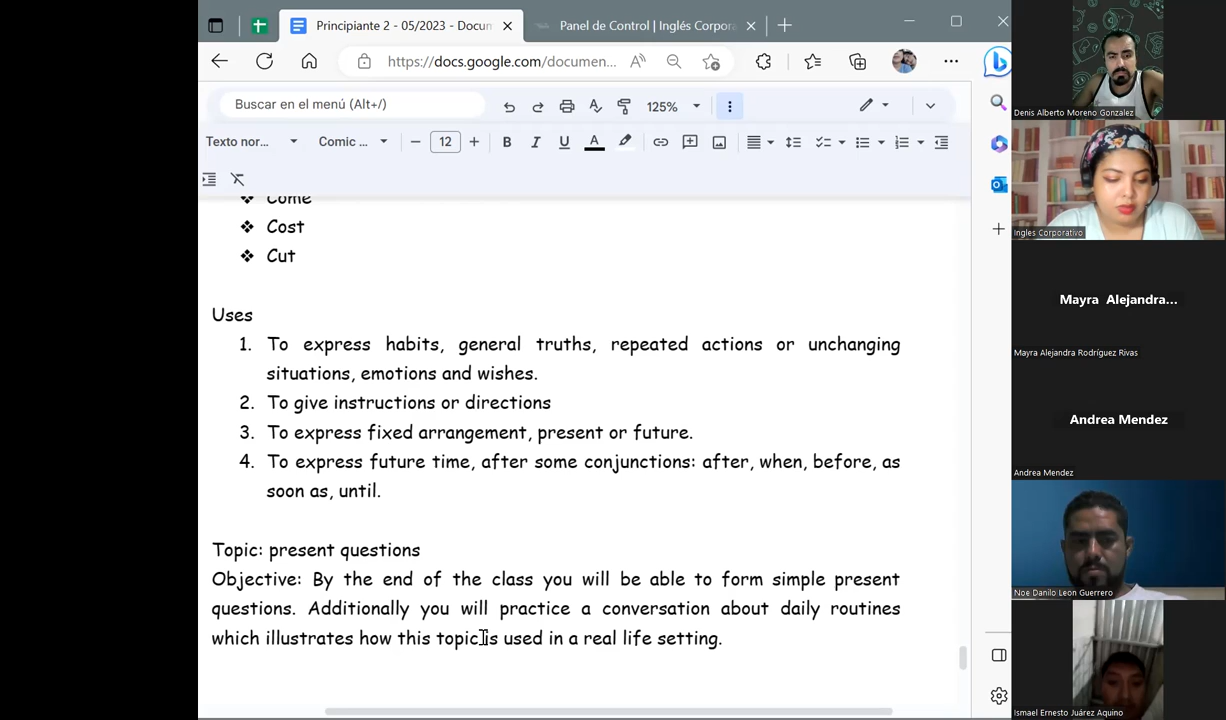 Principiante 2 - 05/2023 - Docun
Panel de Control | Inglés Corpora
https://docs.google.com/documen...
Buscar en el menú (Alt+/)
125%
Texto nor...
Comic ...
12
Come
Cost
Cut
Uses
1. To express habits, general truths, repeated actions or unchanging
situations, emotions and wishes.
2. To give instructions or directions
3. To express fixed arrangement, present or future.
4. To express future time, after some conjunctions: after, when, before, as
soon as, until.
Topic: present questions
Objective: By the end of the class you will be able to form simple present
questions. Additionally you will practice a conversation about daily routines
which illustrates how this topic is used in a real life setting.
Denis Alberto Moreno Gonzalez
Ingles Corporativo
Mayra Alejandra...
Mayra Alejandra Rodríguez Rivas
Andrea Mendez
Andrea Mendez
Noe Danilo Leon Guerrero
Ismael Ernesto Juárez Aquino